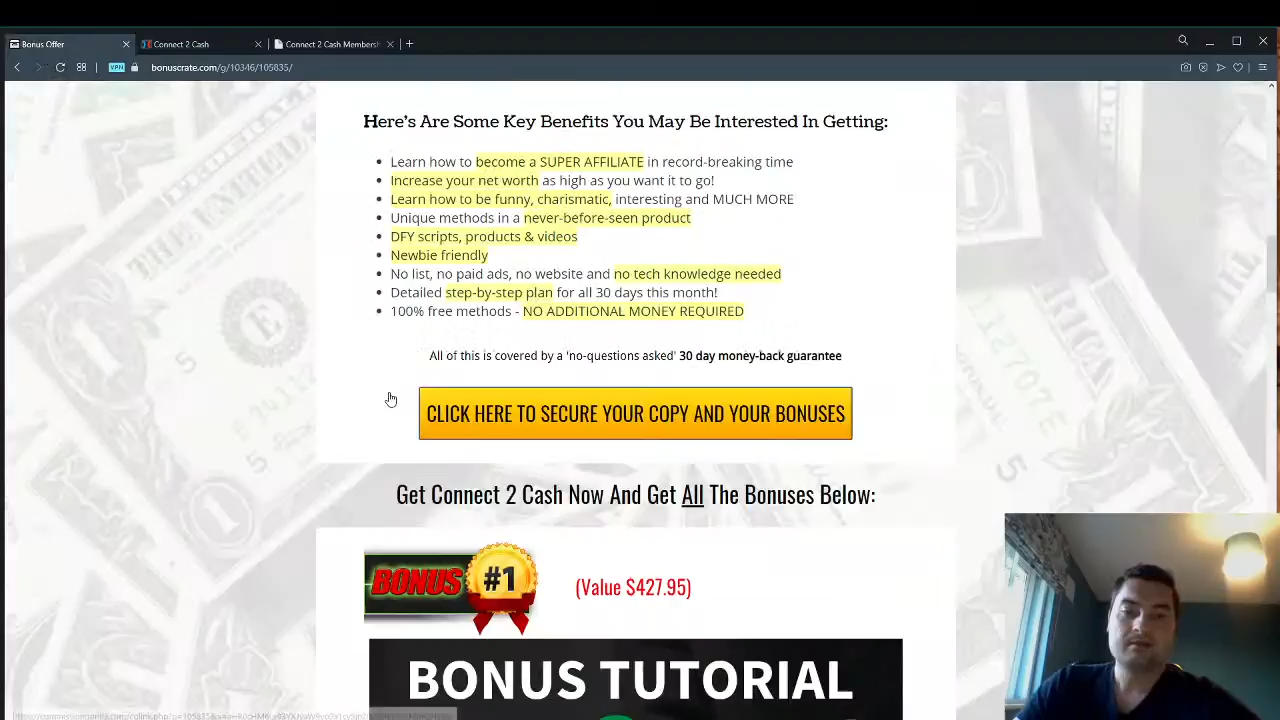 Bonus Offer
Connect 2 Cash
Connect 2 Cash Membersh
VPN
bonuscrate.com/g/10346/105835/
Here's Are Some Key Benefits You May Be Interested In Getting:
Learn how to become a SUPER AFFILIATE in record-breaking time
Increase your net worth as high as you want it to go!
Learn how to be funny, charismatic, interesting and MUCH MORE
Unique methods in a never-before-seen product
DFY scripts, products & videos
Newbie friendly
No list, no paid ads, no website and no tech knowledge needed
Detailed step-by-step plan for all 30 days this month!
100% free methods - NO ADDITIONAL MONEY REQUIRED
All of this is covered by a 'no-questions asked' 30 day money-back guarantee
CLICK HERE TO SECURE YOUR COPY AND YOUR BONUSES
Get Connect 2 Cash Now And Get All The Bonuses Below:
BONUS #1
(Value $427.95)
BONUS TUTORIAL